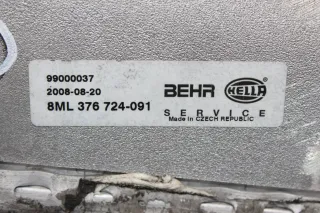 99000037
2008-08-20
8ML 376 724-091
BEHR HELLA
SERVICE
Made in CZECH REPUBLIC